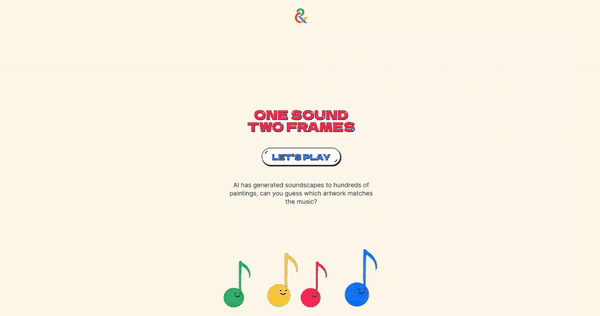 &
ONE SOUND
TWO FRAMES
LET'S PLAY
AI has generated soundscapes to hundreds of
paintings, can you guess which artwork matches
the music?